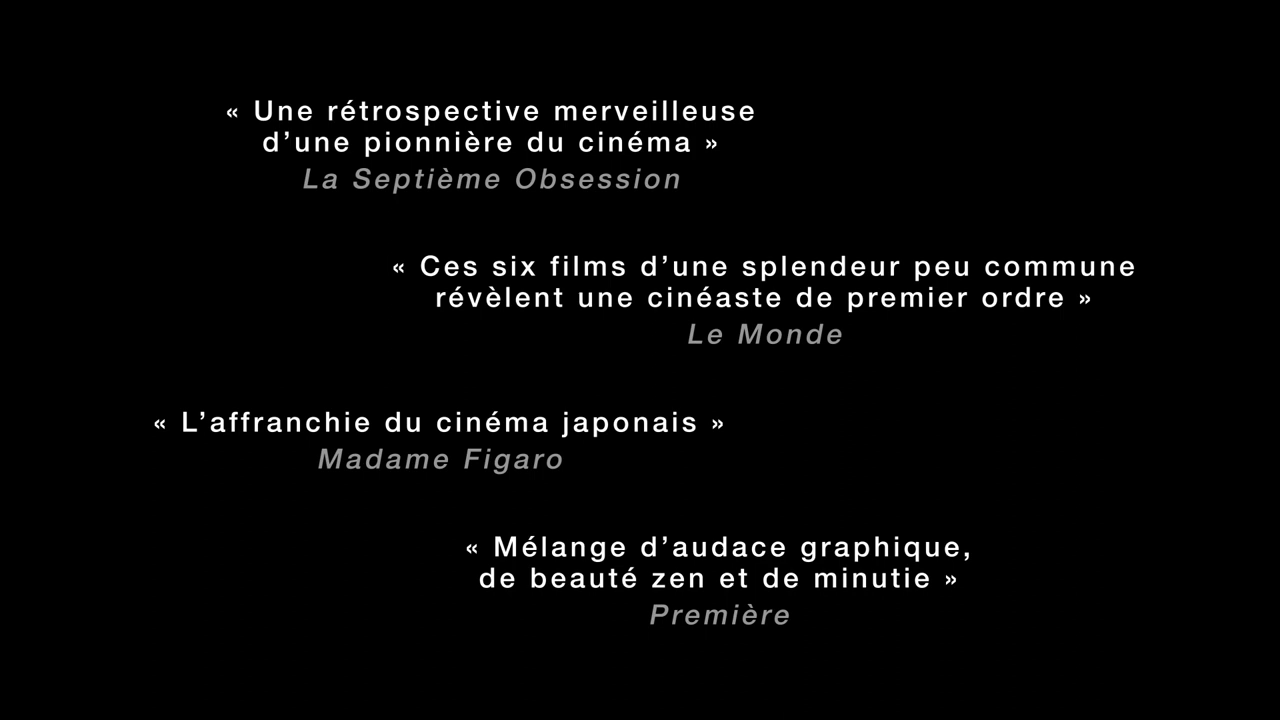 « Une rétrospective merveilleuse
d’une pionnière du cinéma »
La Septième Obsession
« Ces six films d’une splendeur peu commune
révèlent une cinéaste de premier ordre »
Le Monde
« L’affranchie du cinéma japonais »
Madame Figaro
« Mélange d’audace graphique,
de beauté zen et de minutie »
Première